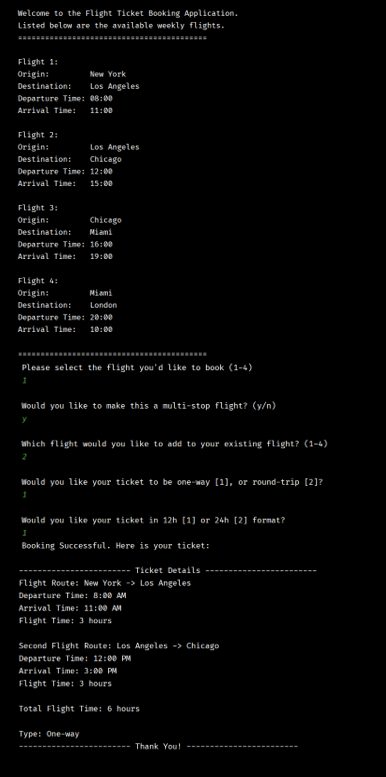 Welcome to the Flight Ticket Booking Application.
Listed below are the available weekly flights.
==========================================
Flight 1:
Origin: New York
Destination: Los Angeles
Departure Time: 08:00
Arrival Time: 11:00
Flight 2:
Origin: Los Angeles
Destination: Chicago
Departure Time: 12:00
Arrival Time: 15:00
Flight 3:
Origin: Chicago
Destination: Miami
Departure Time: 16:00
Arrival Time: 19:00
Flight 4:
Origin: Miami
Destination: London
Departure Time: 20:00
Arrival Time: 10:00
==========================================
Please select the flight you'd like to book (1-4)
1
Would you like to make this a multi-stop flight? (y/n)
y
Which flight would you like to add to your existing flight? (1-4)
2
Would you like your ticket to be one-way [1], or round-trip [2]?
1
Would you like your ticket in 12h [1] or 24h [2] format?
1
Booking Successful. Here is your ticket:
------------------------ Ticket Details ------------------------
Flight Route: New York -> Los Angeles
Departure Time: 8:00 AM
Arrival Time: 11:00 AM
Flight Time: 3 hours
Second Flight Route: Los Angeles -> Chicago
Departure Time: 12:00 PM
Arrival Time: 3:00 PM
Flight Time: 3 hours
Total Flight Time: 6 hours
Type: One-way
------------------------ Thank You! ------------------------